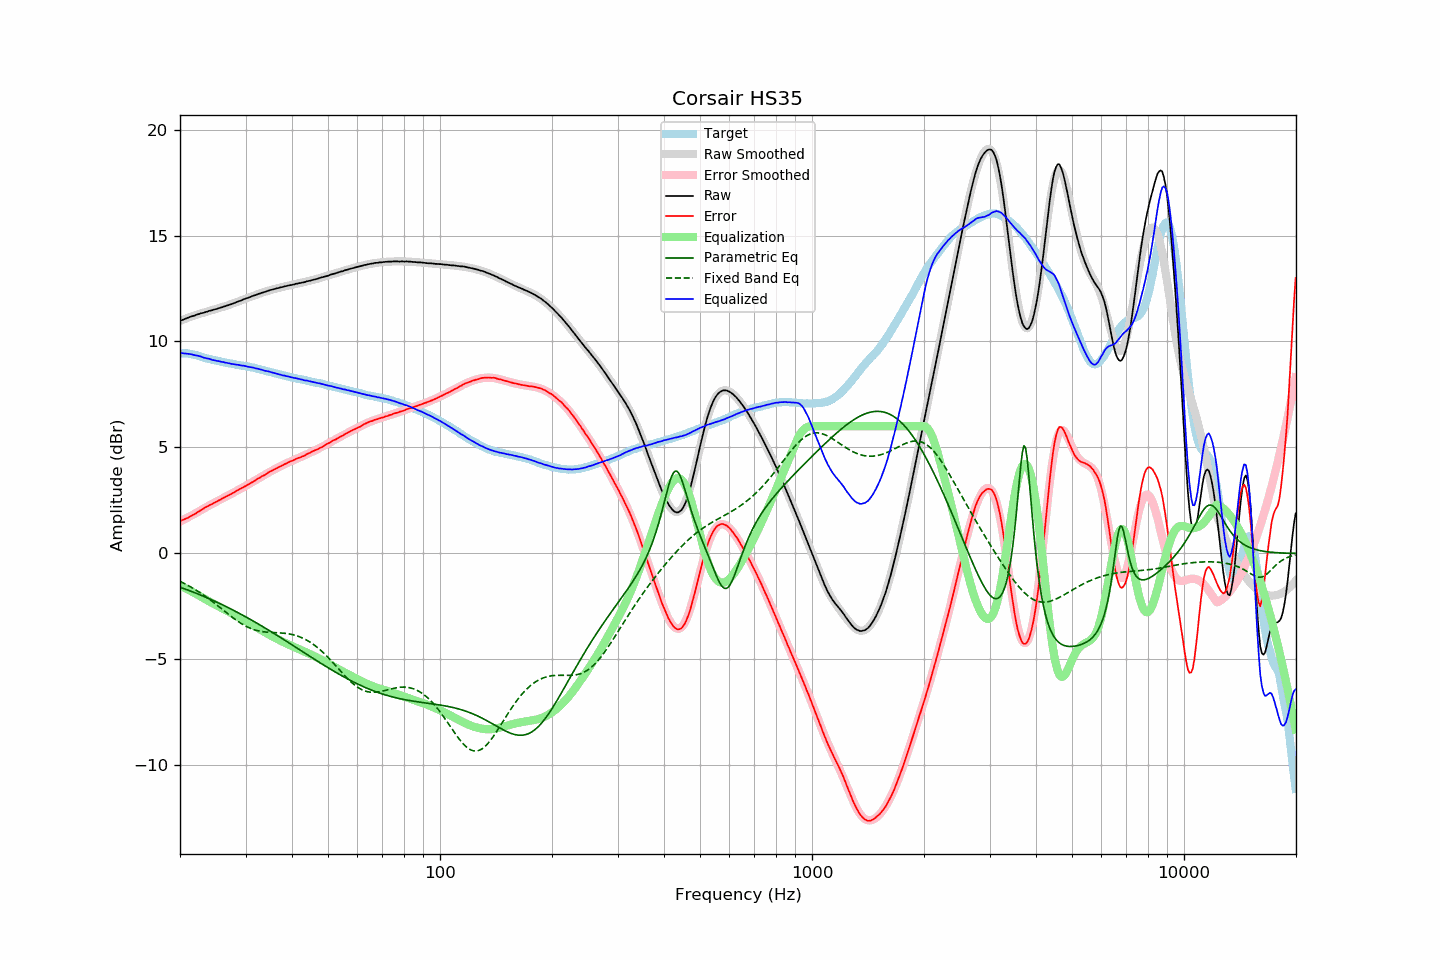 Corsair HS35
20
15
10
5
0
−5
−10
Amplitude (dBr)
Target
Raw Smoothed
Error Smoothed
Raw
Error
Equalization
Parametric Eq
Fixed Band Eq
Equalized
100
1000
10000
Frequency (Hz)